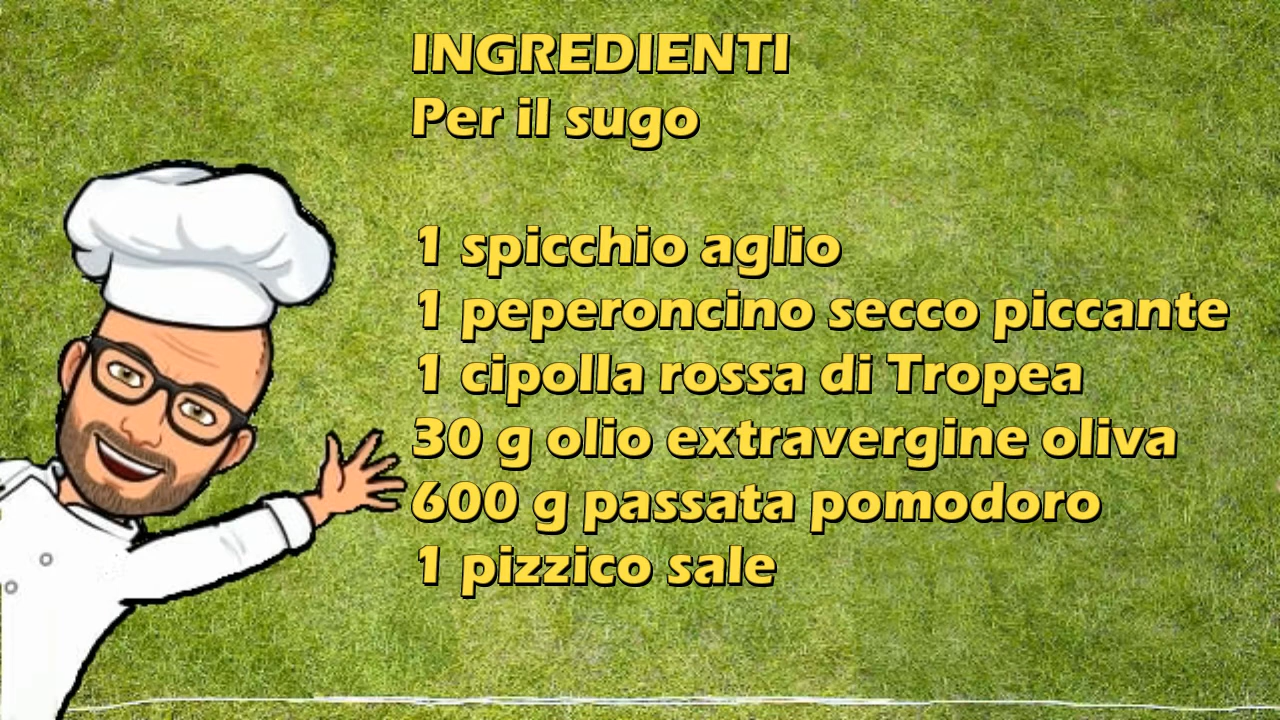 INGREDIENTI
Per il sugo
1 spicchio aglio
1 peperoncino secco piccante
1 cipolla rossa di Tropea
30 g olio extravergine oliva
600 g passata pomodoro
1 pizzico sale